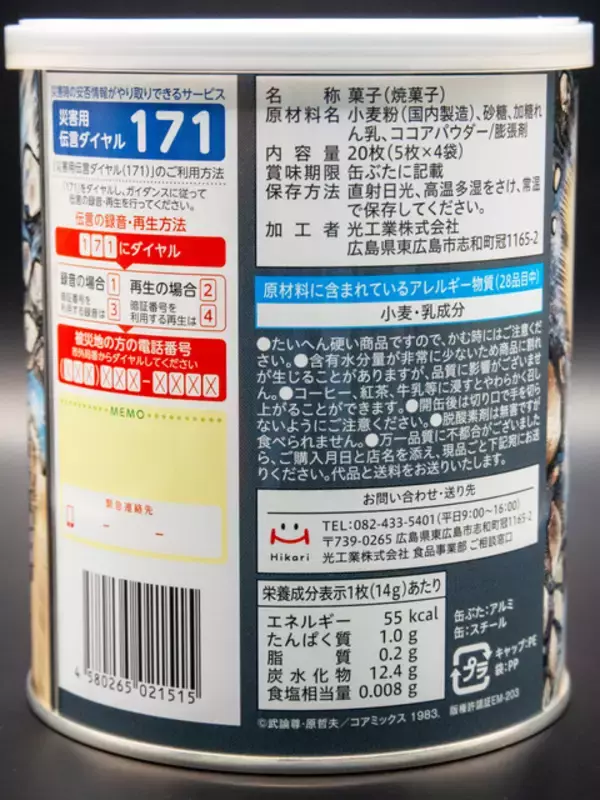 災害時の安否情報がやり取りできるサービス
災害用
伝言ダイヤル 171
「災害用伝言ダイヤル(171)」のご利用方法
「171」をダイヤルし、ガイダンスに従って
伝言の録音・再生を行ってください。
伝言の録音・再生方法
171にダイヤル
録音の場合 1 再生の場合 2
暗証番号を
利用する録音は 3
暗証番号を
利用する再生は 4
被災地の方の電話番号
市外局番からダイヤルしてください
(XXX)XXX-XXXX
MEMO
緊急連絡先
4 580265 021515
名称 菓子(焼菓子)
原材料名 小麦粉(国内製造)、砂糖、加糖れ
ん乳、ココアパウダー/膨張剤
内容量 20枚(5枚×4袋)
賞味期限 缶ぶたに記載
保存方法 直射日光、高温多湿をさけ、常温
で保存してください。
加工者 光工業株式会社
広島県東広島市志和町冠1165-2
原材料に含まれているアレルギー物質(28品目中)
小麦・乳成分
●たいへん硬い商品ですので、かむ時にはご注意くだ
さい。●含有水分量が非常に少ないため商品に割れ
が生じることがありますが、品質に影響がございませ
ん。●コーヒー、紅茶、牛乳等に浸すとやわらかく召し
上がることができます。●開缶後は切り口で手を切ら
ないようにご注意ください。●脱酸素剤は無害ですが
食べられません。●万一品質に不都合がございました
ら、ご購入月日と店名を添え、現品ごと下記宛にお送
りください。代品と送料をお送りいたします。
お問い合わせ・送り先
Hikari
TEL:082-433-5401(平日9:00〜16:00)
〒739-0265 広島県東広島市志和町冠1165-2
光工業株式会社 食品事業部 ご相談窓口
栄養成分表示1枚(14g)あたり
エネルギー 55 kcal
たんぱく質 1.0 g
脂質 0.2 g
炭水化物 12.4 g
食塩相当量 0.008 g
缶ぶた:アルミ
缶:スチール
プラ
キャップ:PE
袋:PP
©武論尊・原哲夫/コアミックス 1983. 版権許諾証EM-203